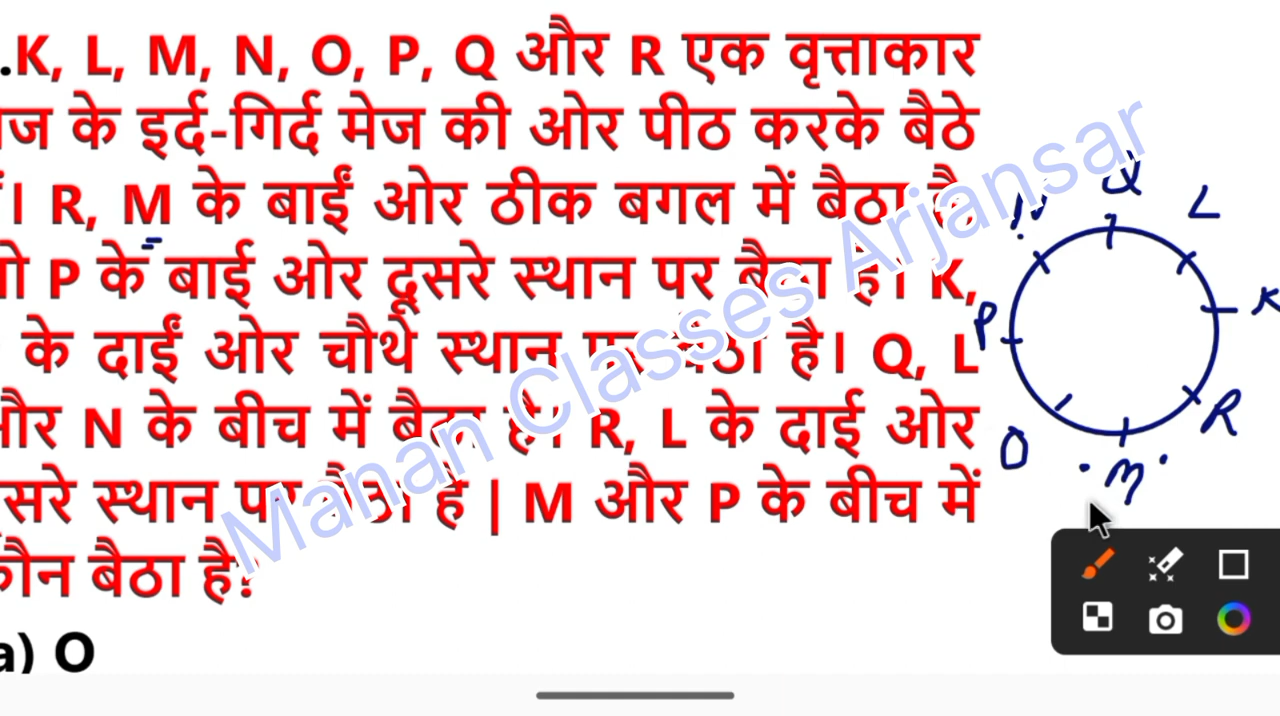 .K, L, M, N, O, P, Q और R एक वृत्ताकार
ज के इर्द-गिर्द मेज की ओर पीठ करके बैठे
। R, M के बाईं ओर ठीक बगल में बैठा है
P के बाई ओर दूसरे स्थान पर बैठा है। K,
के दाईं ओर चौथे स्थान पर बैठा है। Q, L
और N के बीच में बैठा है। R, L के दाई ओर
सरे स्थान पर बैठा है | M और P के बीच में
कौन बैठा है?
a) O
Manan Classes Arjansar
Q
N
L
K
P
R
O
M